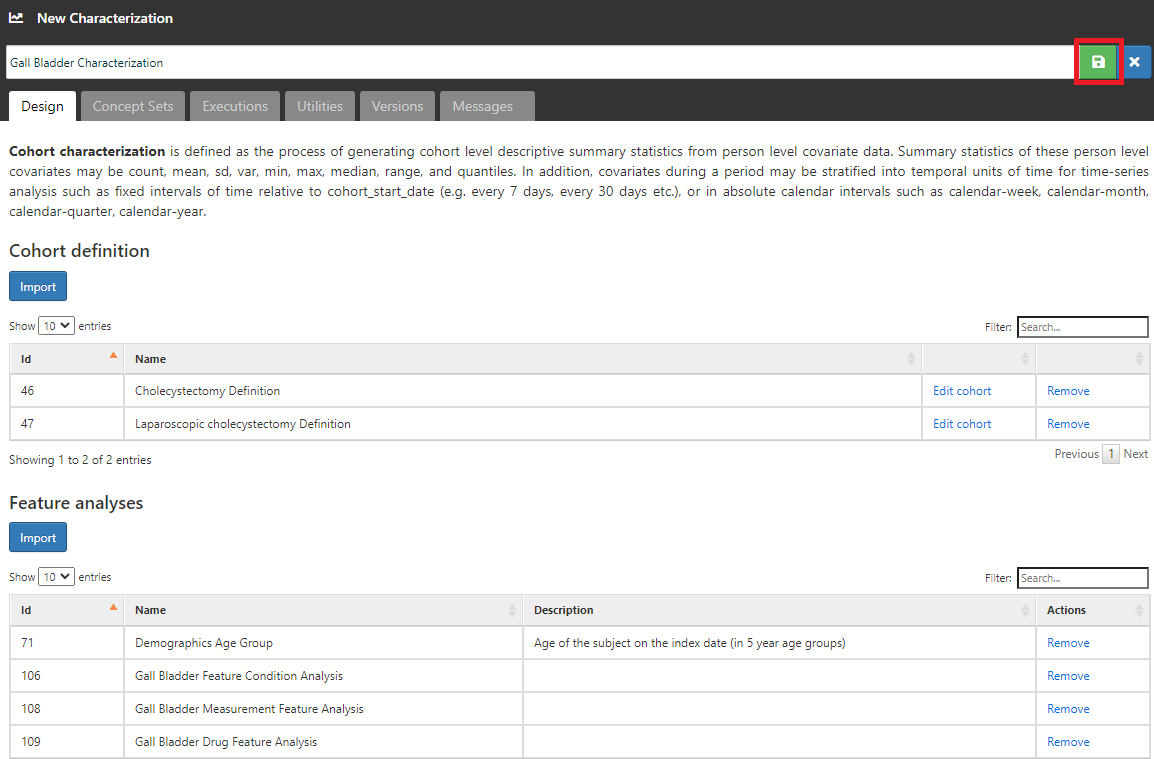 New Characterization
Gall Bladder Characterization
Design Concept Sets Executions Utilities Versions Messages
Cohort characterization is defined as the process of generating cohort level descriptive summary statistics from person level covariate data. Summary statistics of these person level
covariates may be count, mean, sd, var, min, max, median, range, and quantiles. In addition, covariates during a period may be stratified into temporal units of time for time-series
analysis such as fixed intervals of time relative to cohort_start_date (e.g. every 7 days, every 30 days etc.), or in absolute calendar intervals such as calendar-week, calendar-month,
calendar-quarter, calendar-year.
Cohort definition
Import
Show 10 entries Filter: Search...
Id Name
46 Cholecystectomy Definition Edit cohort Remove
47 Laparoscopic cholecystectomy Definition Edit cohort Remove
Showing 1 to 2 of 2 entries Previous 1 Next
Feature analyses
Import
Show 10 entries Filter: Search...
Id Name Description Actions
71 Demographics Age Group Age of the subject on the index date (in 5 year age groups) Remove
106 Gall Bladder Feature Condition Analysis Remove
108 Gall Bladder Measurement Feature Analysis Remove
109 Gall Bladder Drug Feature Analysis Remove